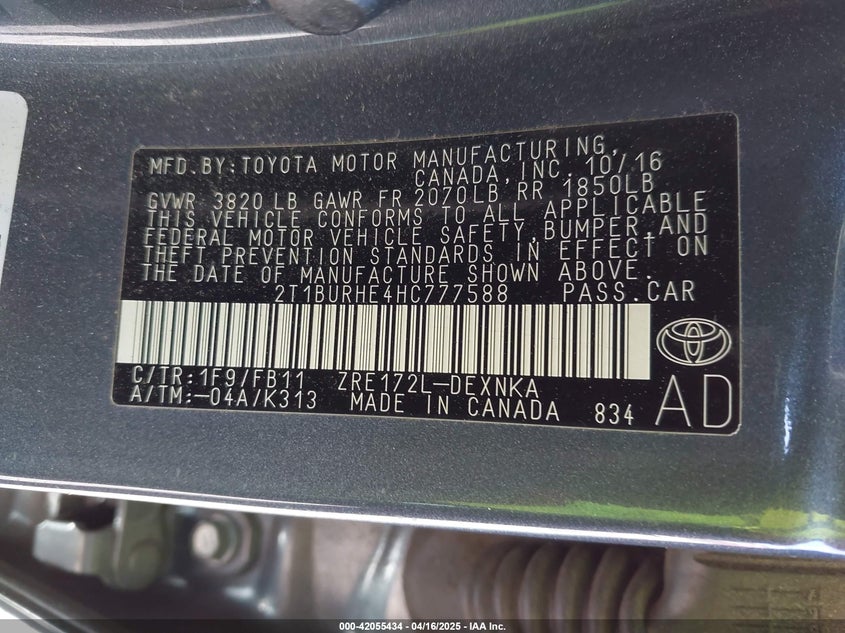 MFD.BY:TOYOTA MOTOR MANUFACTURING,
CANADA,INC. 10/16
GVWR 3820 LB GAWR FR 2070LB RR 1850LB
THIS VEHICLE CONFORMS TO ALL APPLICABLE
FEDERAL MOTOR VEHICLE SAFETY,BUMPER,AND
THEFT PREVENTION STANDARDS IN EFFECT ON
THE DATE OF MANUFACTURE SHOWN ABOVE.
2T1BURHE4HC777588 PASS.CAR
C/TR:1F9/FB11 ZRE172L-DEXNKA
A/TM:-04A/K313 MADE IN CANADA 834
AD
000-42055434 - 04/16/2025 - IAA Inc.